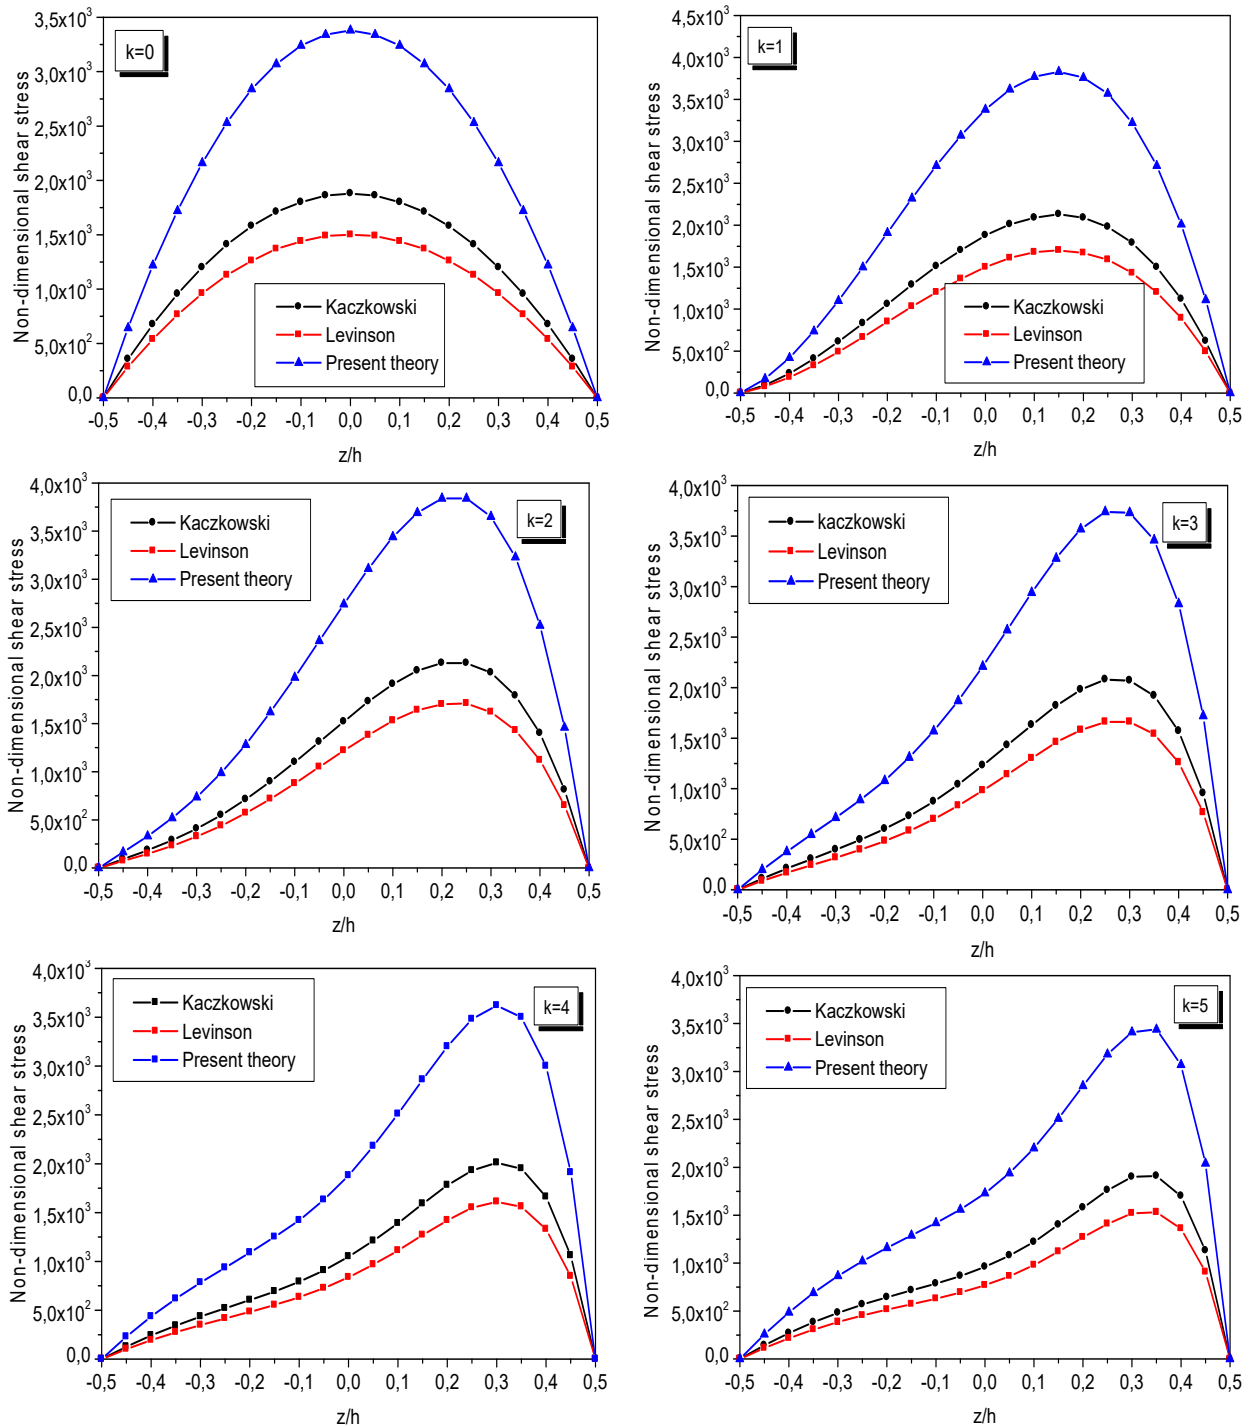 Non-dimensional shear stress
3,5x10³
3,0x10³
2,5x10³
2,0x10³
1,5x10³
1,0x10³
5,0x10²
0,0
k=0
Kaczkowski
Levinson
Present theory
-0,5 -0,4 -0,3 -0,2 -0,1 0,0 0,1 0,2 0,3 0,4 0,5
z/h
Non-dimensional shear stress
4,5x10³
4,0x10³
3,5x10³
3,0x10³
2,5x10³
2,0x10³
1,5x10³
1,0x10³
5,0x10²
0,0
k=1
Kaczkowski
Levinson
Present theory
-0,5 -0,4 -0,3 -0,2 -0,1 0,0 0,1 0,2 0,3 0,4 0,5
z/h
Non-dimensional shear stress
4,0x10³
3,5x10³
3,0x10³
2,5x10³
2,0x10³
1,5x10³
1,0x10³
5,0x10²
0,0
Kaczkowski
Levinson
Present theory
k=2
-0,5 -0,4 -0,3 -0,2 -0,1 0,0 0,1 0,2 0,3 0,4 0,5
z/h
Non-dimensional shear stress
4,0x10³
3,5x10³
3,0x10³
2,5x10³
2,0x10³
1,5x10³
1,0x10³
5,0x10²
0,0
kaczkowski
Levinson
Present theory
k=3
-0,5 -0,4 -0,3 -0,2 -0,1 0,0 0,1 0,2 0,3 0,4 0,5
z/h
Non-dimensional shear stress
4,0x10³
3,5x10³
3,0x10³
2,5x10³
2,0x10³
1,5x10³
1,0x10³
5,0x10²
0,0
Kaczkowski
Levinson
Present theory
k=4
-0,5 -0,4 -0,3 -0,2 -0,1 0,0 0,1 0,2 0,3 0,4 0,5
z/h
Non-dimensional shear stress
4,0x10³
3,5x10³
3,0x10³
2,5x10³
2,0x10³
1,5x10³
1,0x10³
5,0x10²
0,0
Kaczkowski
Levinson
Present theory
k=5
-0,5 -0,4 -0,3 -0,2 -0,1 0,0 0,1 0,2 0,3 0,4 0,5
z/h